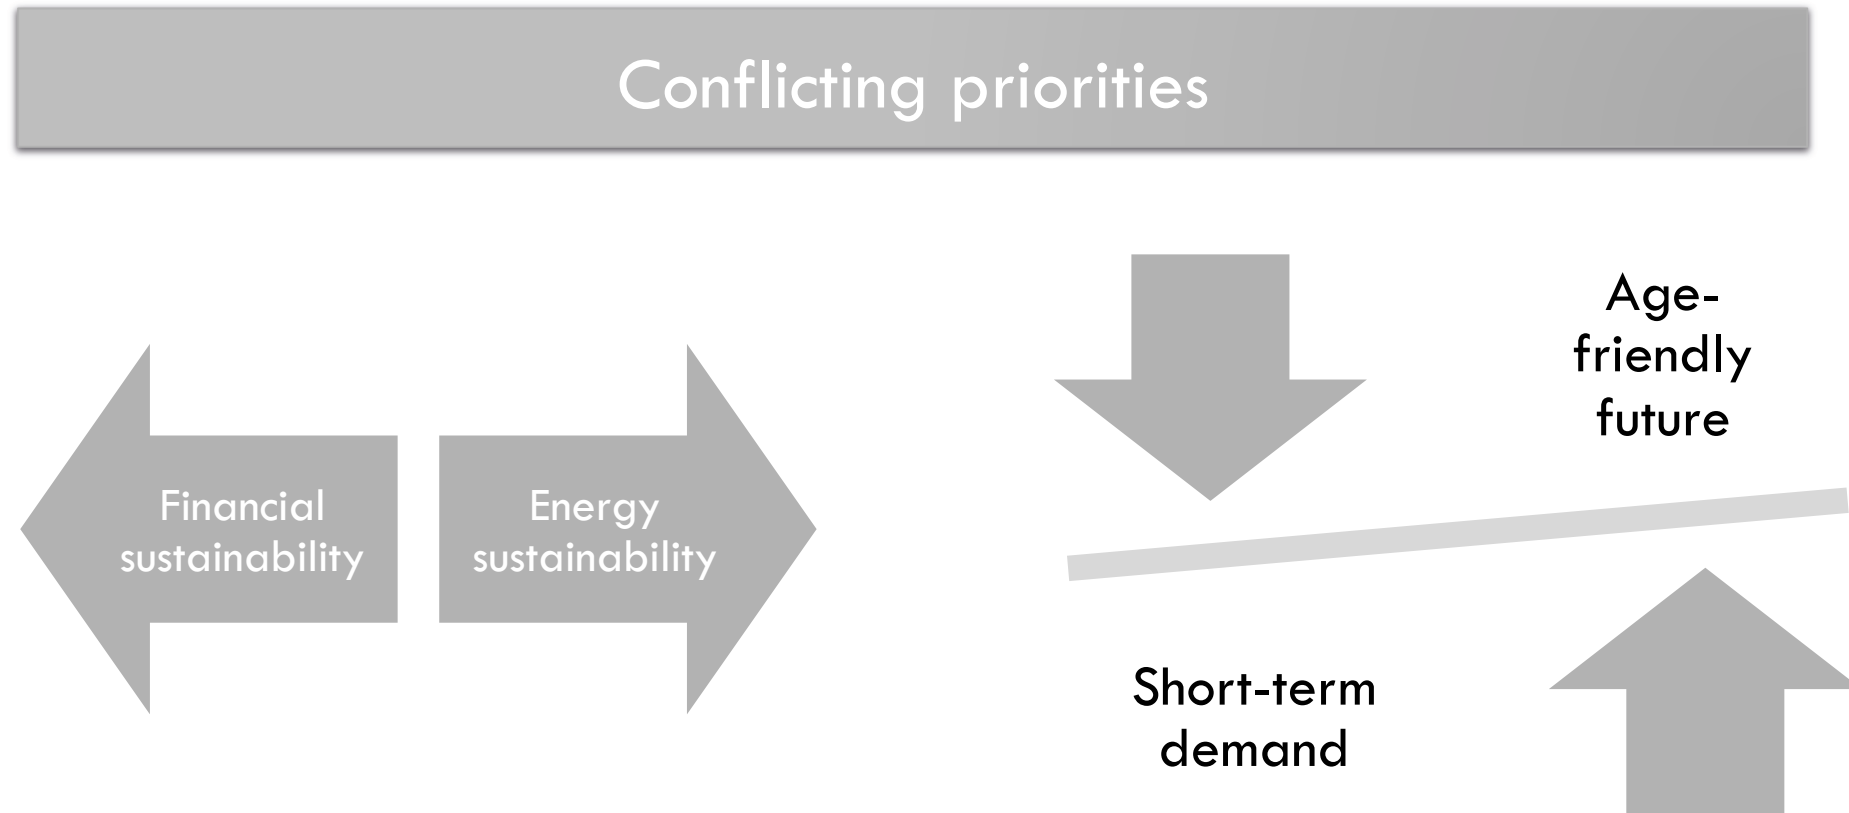 Conflicting priorities
Financial
sustainability
Energy
sustainability
Age-
friendly
future
Short-term
demand